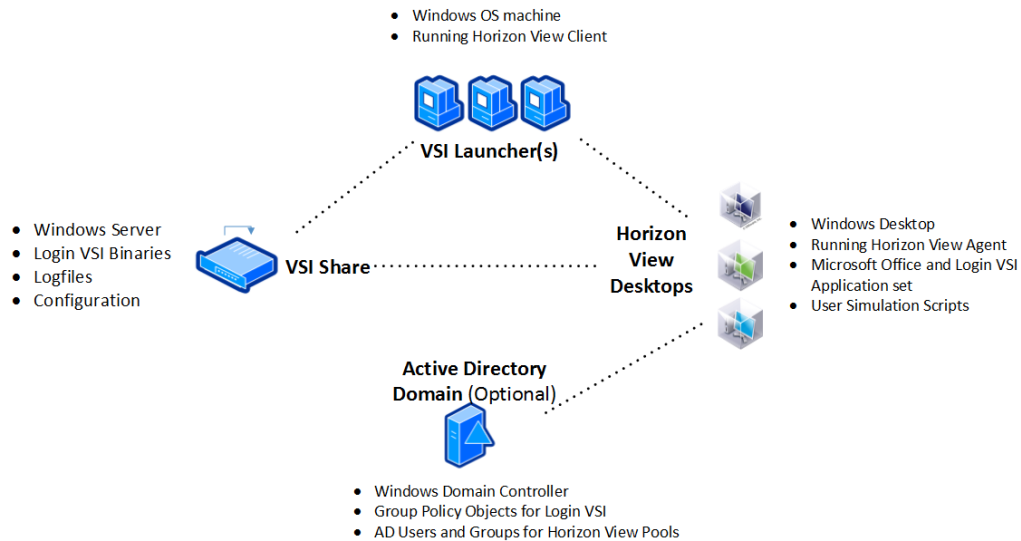 • Windows OS machine
• Running Horizon View Client
VSI Launcher(s)
• Windows Server
• Login VSI Binaries
• Logfiles
• Configuration
VSI Share
Horizon
View
Desktops
• Windows Desktop
• Running Horizon View Agent
• Microsoft Office and Login VSI
Application set
• User Simulation Scripts
Active Directory
Domain (Optional)
• Windows Domain Controller
• Group Policy Objects for Login VSI
• AD Users and Groups for Horizon View Pools